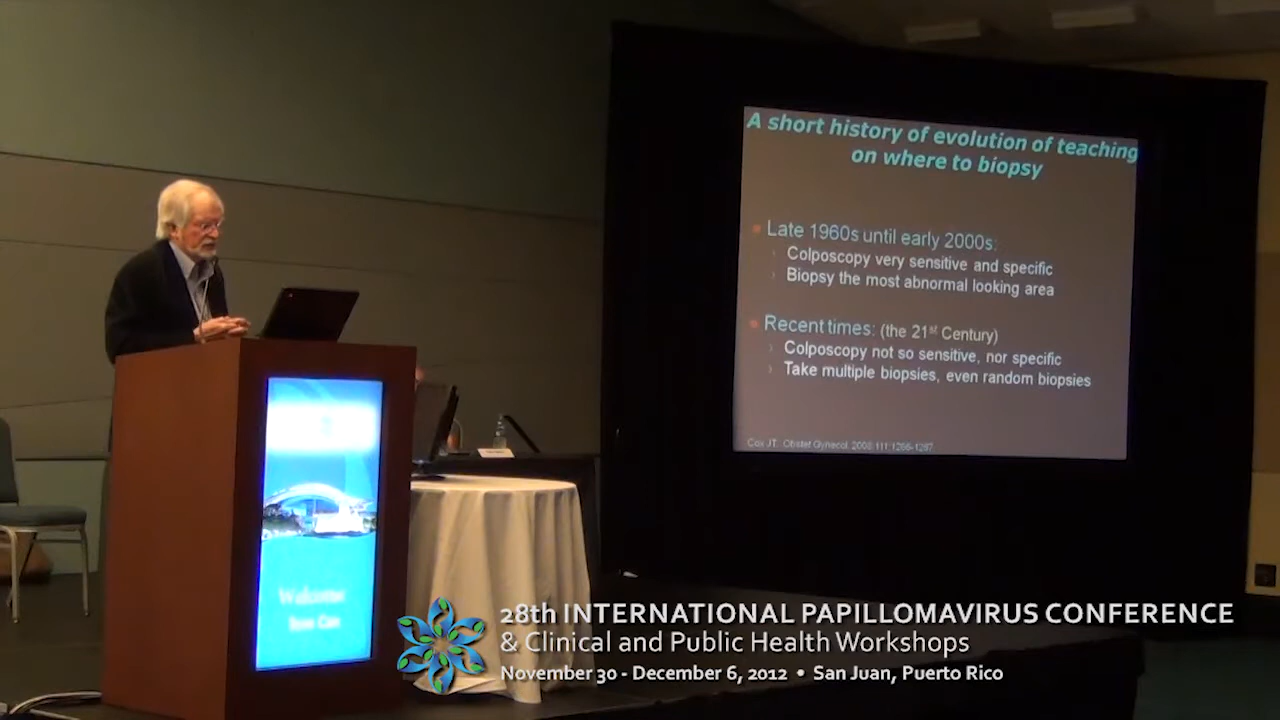 A short history of evolution of teaching
on where to biopsy
Late 1960s until early 2000s:
Colposcopy very sensitive and specific
Biopsy the most abnormal looking area
Recent times: (the 21st Century)
Colposcopy not so sensitive, nor specific
Take multiple biopsies, even random biopsies
Cox JT. Obstet Gynecol. 2008;111:1266-1267
Welcome
28th INTERNATIONAL PAPILLOMAVIRUS CONFERENCE
& Clinical and Public Health Workshops
November 30 - December 6, 2012 • San Juan, Puerto Rico